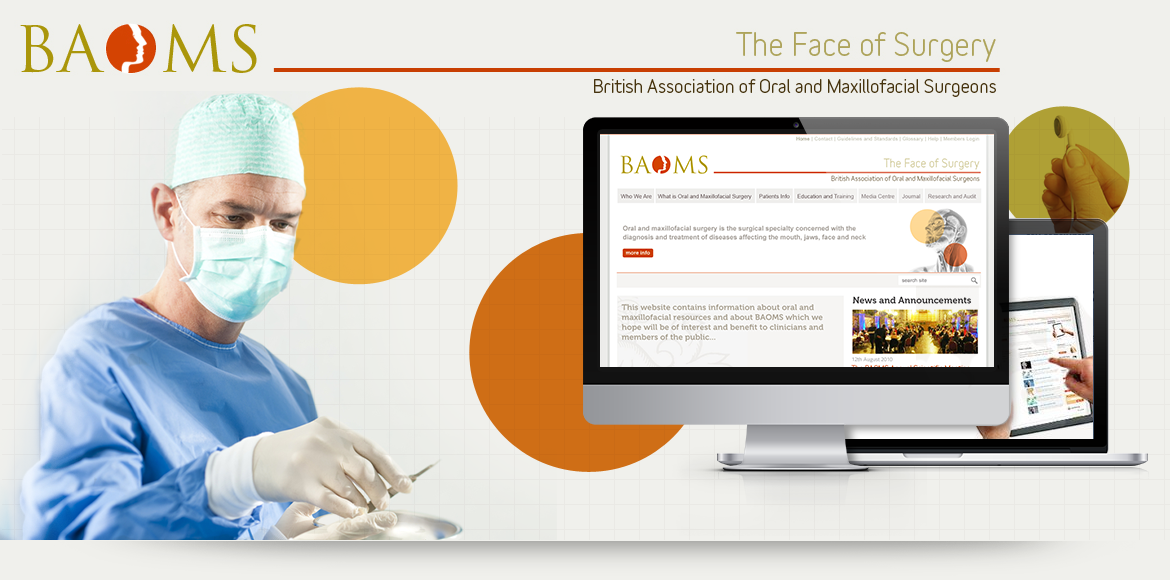 BAOMS
The Face of Surgery
British Association of Oral and Maxillofacial Surgeons
Home | Contact | Guidelines and Standards | Glossary | Help | Members Login
BAOMS
The Face of Surgery
British Association of Oral and Maxillofacial Surgeons
Who We Are What is Oral and Maxillofacial Surgery Patients Info Education and Training Media Centre Journal Research and Audit
Oral and maxillofacial surgery is the surgical specialty concerned with the
diagnosis and treatment of diseases affecting the mouth, jaws, face and neck
more info
search site
This website contains information about oral and
maxillofacial resources and about BAOMS which we
hope will be of interest and benefit to clinicians and
members of the public...
News and Announcements
12th August 2010